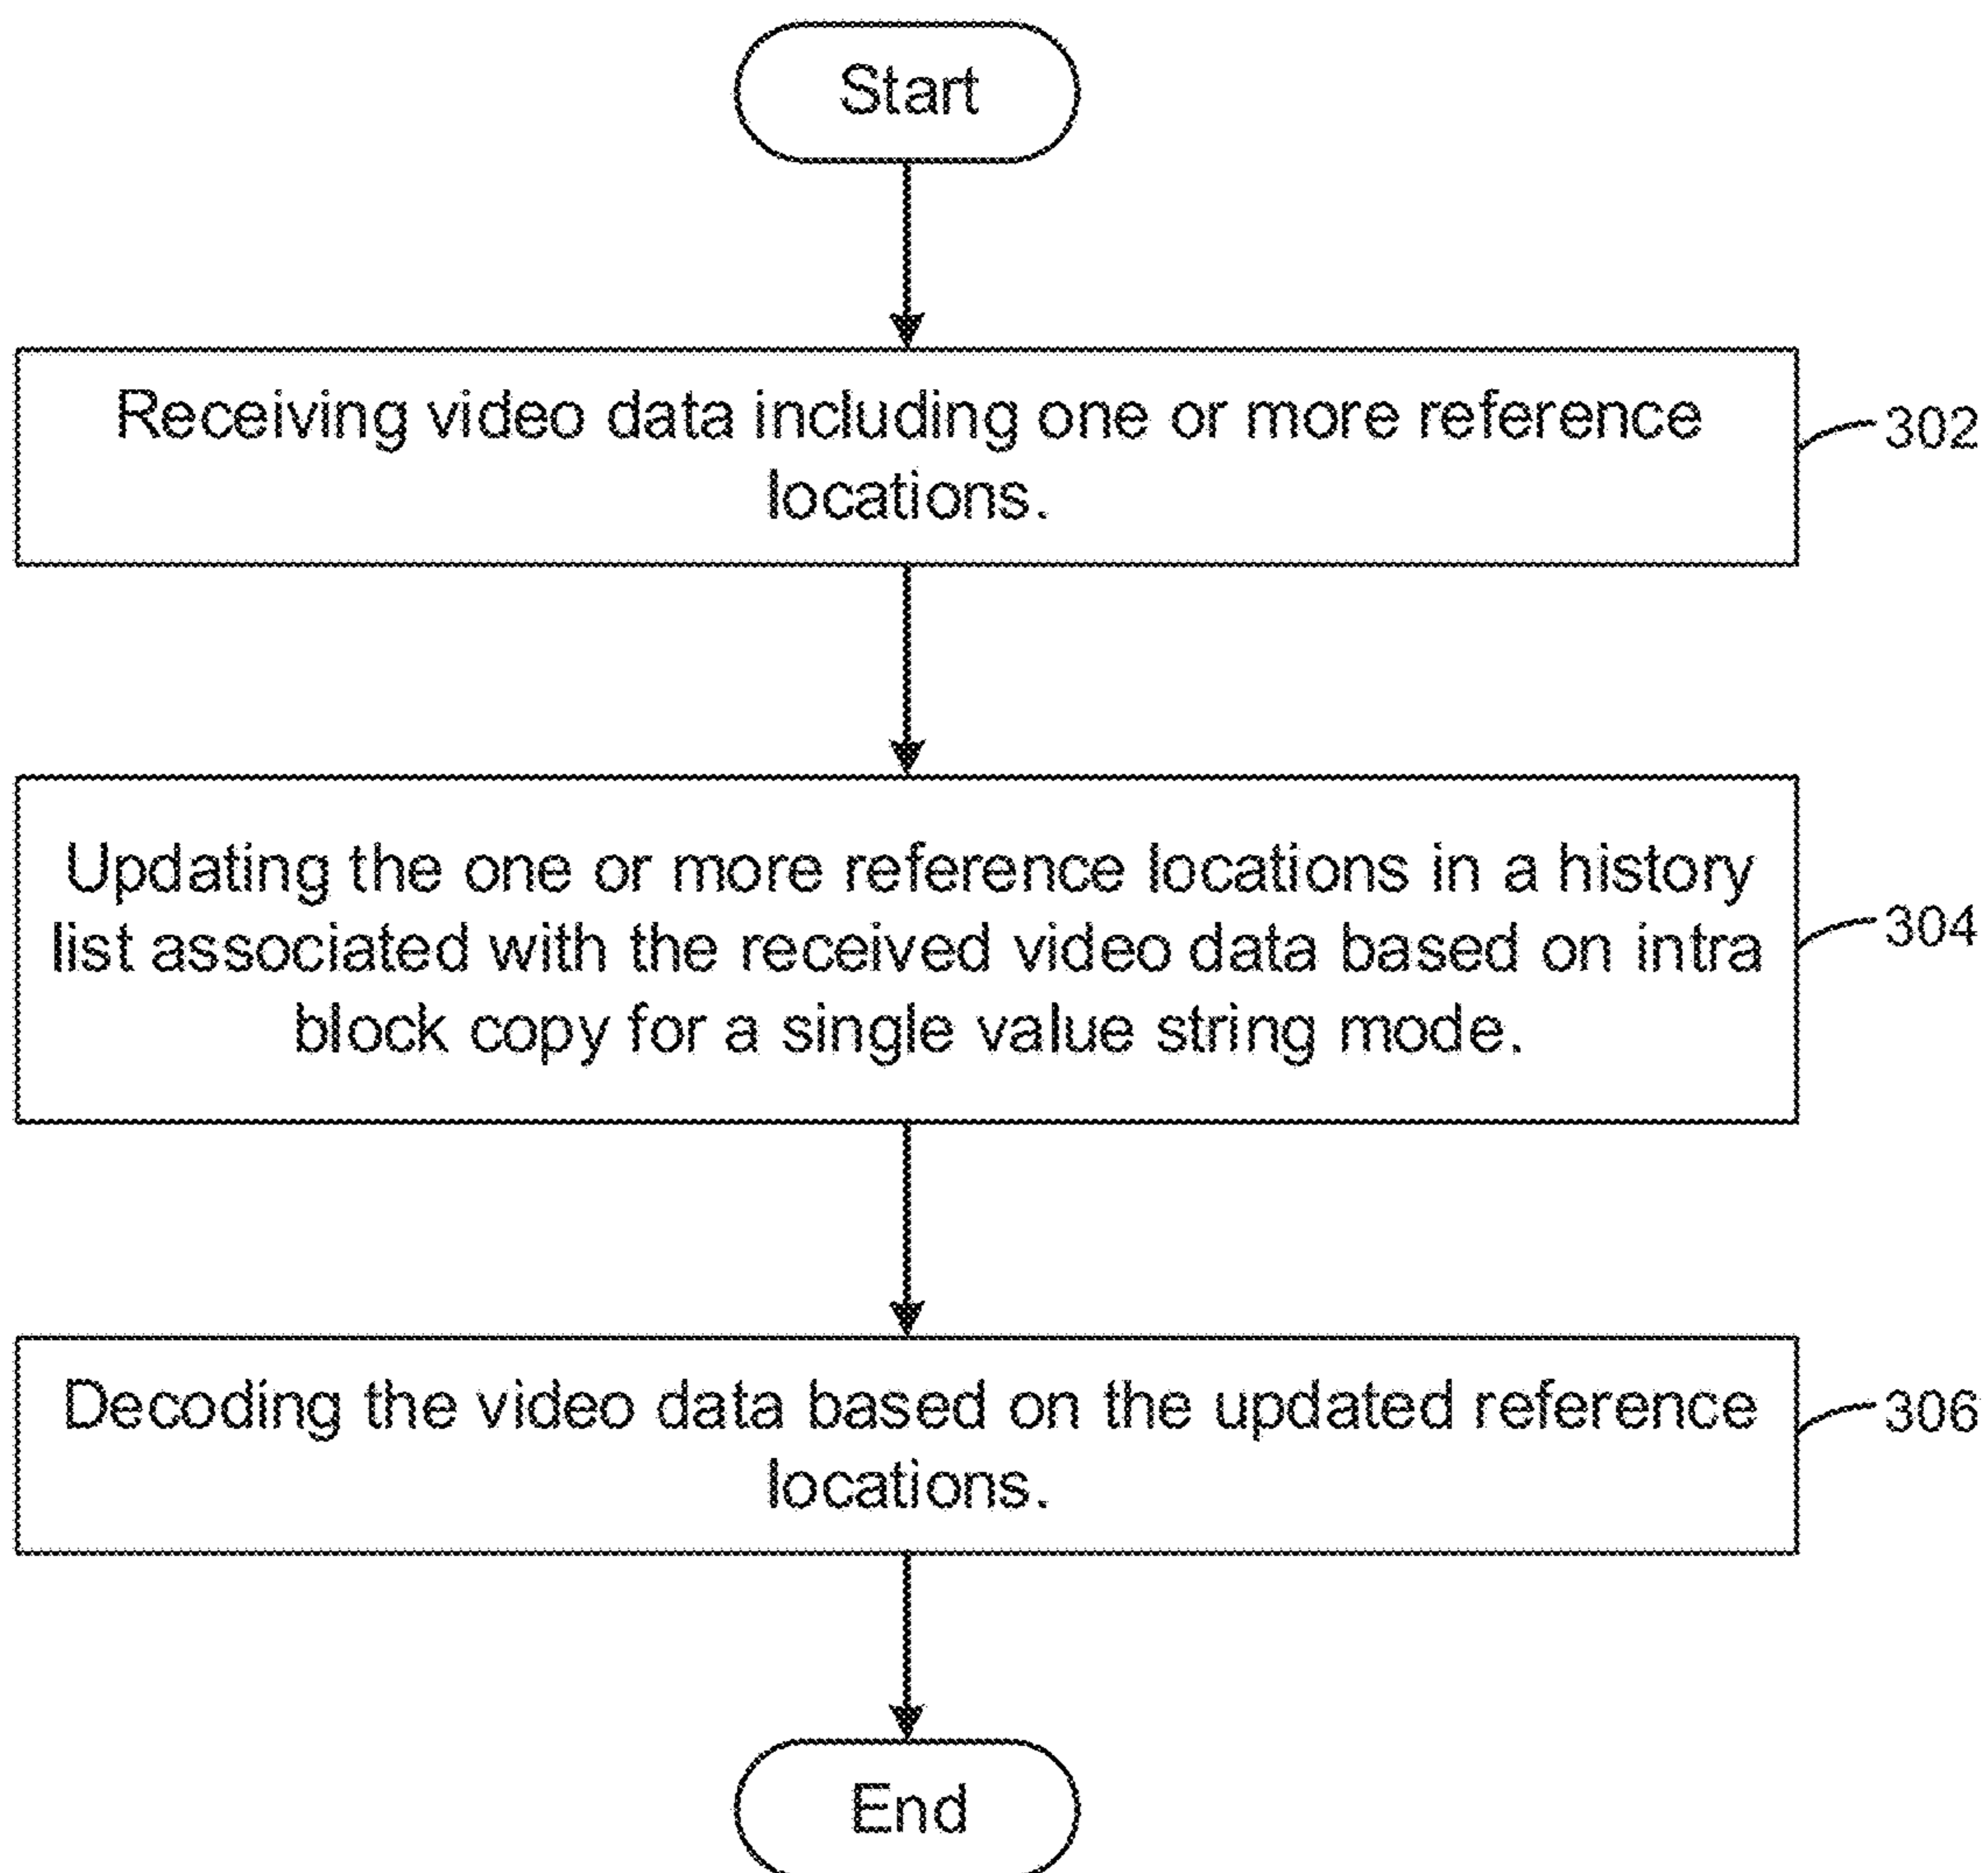 Start
Receiving video data including one or more reference
locations.
302
Updating the one or more reference locations in a history
list associated with the received video data based on intra
block copy for a single value string mode.
304
Decoding the video data based on the updated reference
locations.
306
End